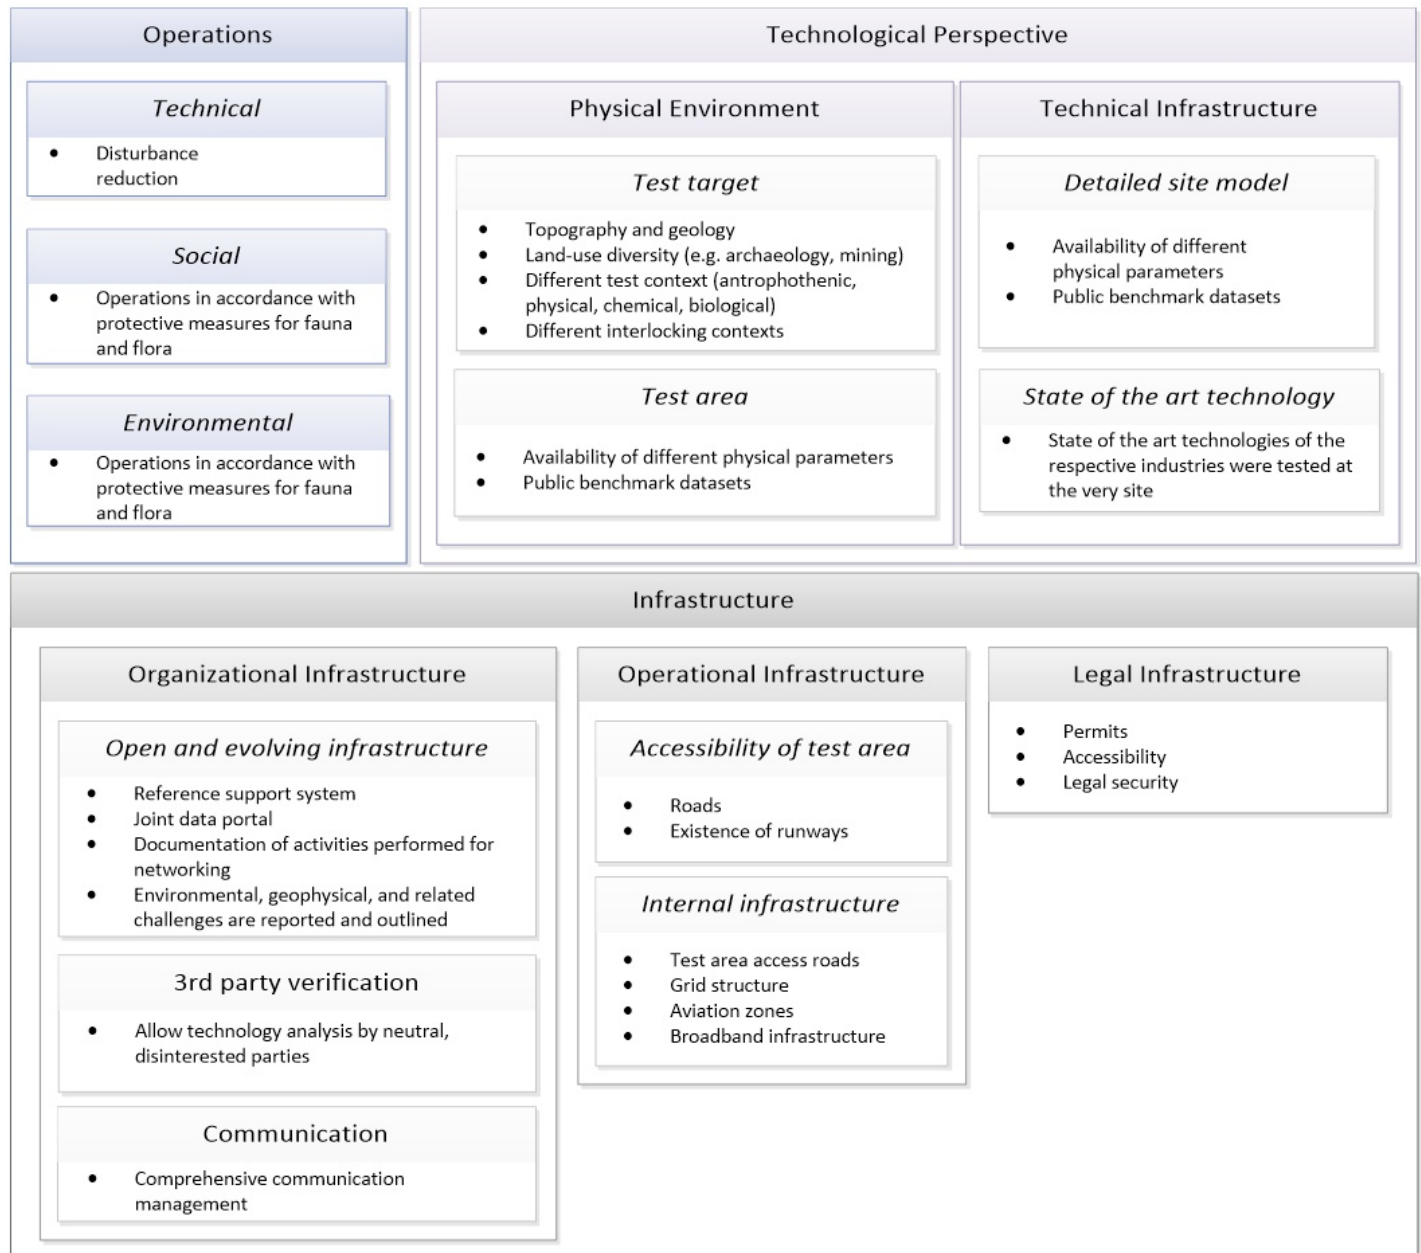 Operations
Technical
• Disturbance
reduction
Social
• Operations in accordance with
protective measures for fauna
and flora
Environmental
• Operations in accordance with
protective measures for fauna
and flora
Technological Perspective
Physical Environment
Test target
• Topography and geology
• Land-use diversity (e.g. archaeology, mining)
• Different test context (antrophothenic,
physical, chemical, biological)
• Different interlocking contexts
Test area
• Availability of different physical parameters
• Public benchmark datasets
Technical Infrastructure
Detailed site model
• Availability of different
physical parameters
• Public benchmark datasets
State of the art technology
• State of the art technologies of the
respective industries were tested at
the very site
Infrastructure
Organizational Infrastructure
Open and evolving infrastructure
• Reference support system
• Joint data portal
• Documentation of activities performed for
networking
• Environmental, geophysical, and related
challenges are reported and outlined
3rd party verification
• Allow technology analysis by neutral,
disinterested parties
Communication
• Comprehensive communication
management
Operational Infrastructure
Accessibility of test area
• Roads
• Existence of runways
Internal infrastructure
• Test area access roads
• Grid structure
• Aviation zones
• Broadband infrastructure
Legal Infrastructure
• Permits
• Accessibility
• Legal security